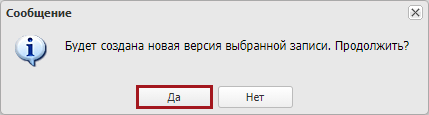 Сообщение
Будет создана новая версия выбранной записи. Продолжить?
Да
Нет